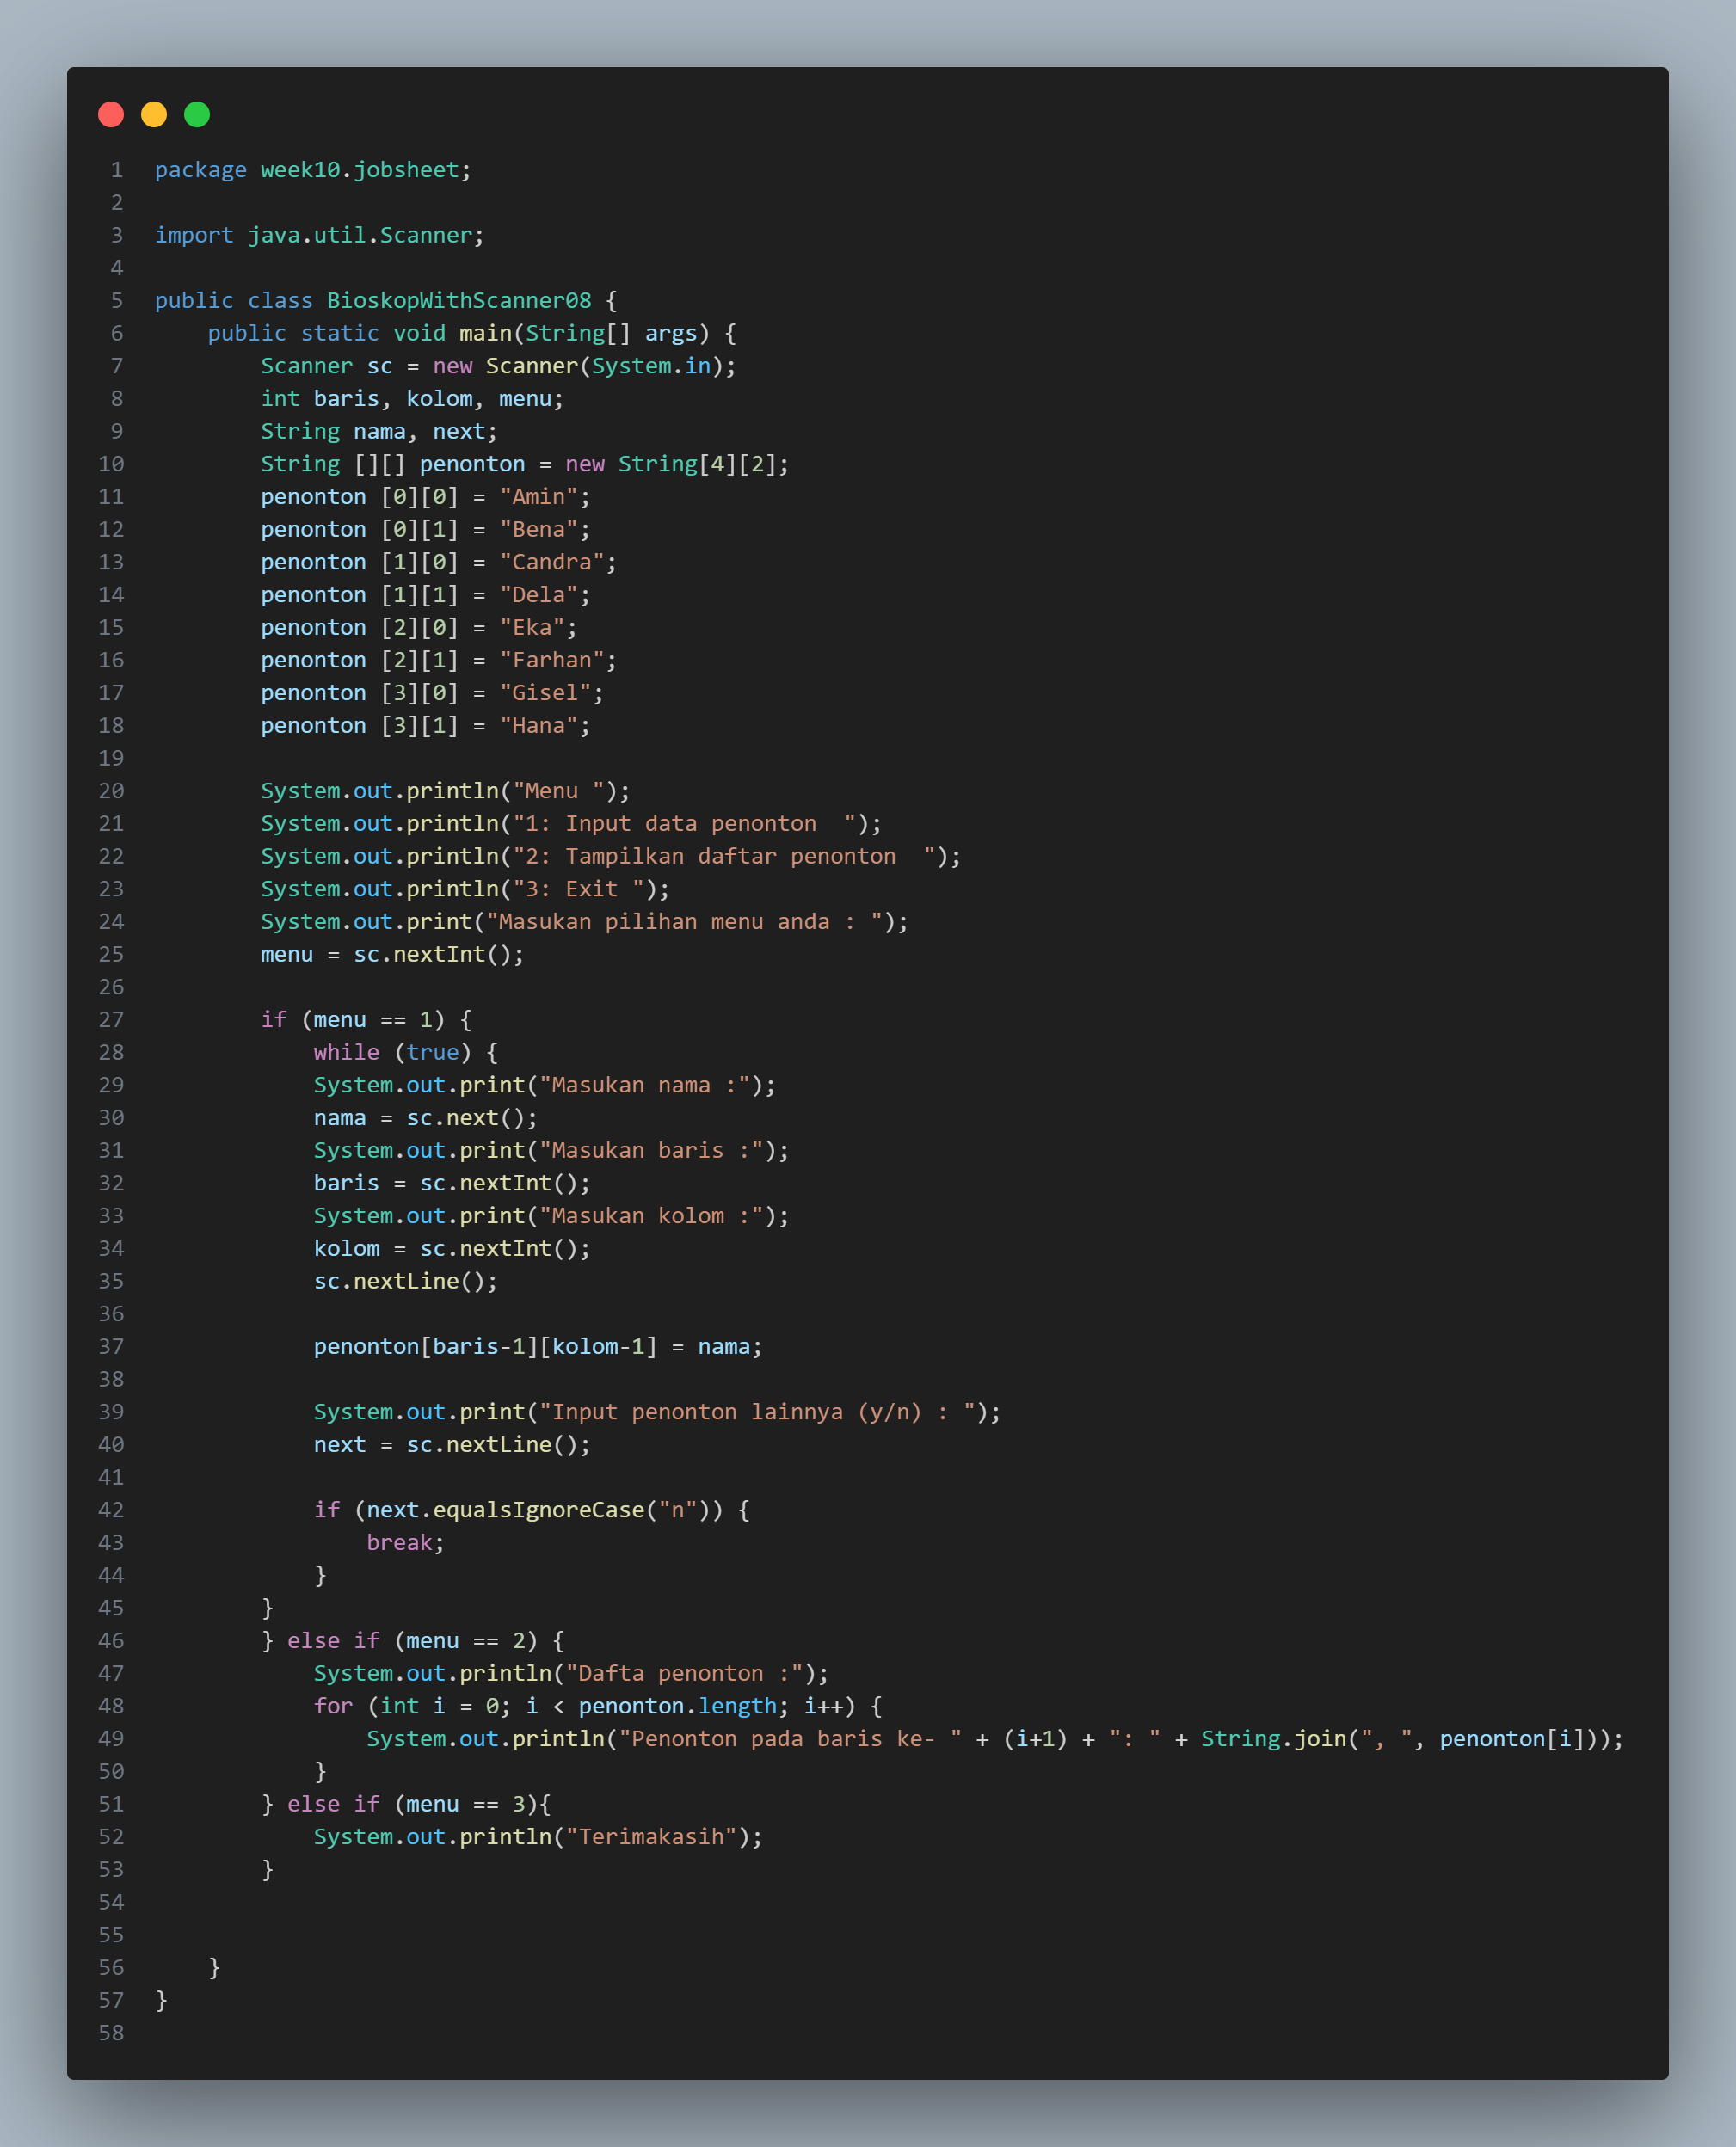 1 package week10.jobsheet;
2
3 import java.util.Scanner;
4
5 public class BioskopWithScanner08 {
6     public static void main(String[] args) {
7         Scanner sc = new Scanner(System.in);
8         int baris, kolom, menu;
9         String nama, next;
10         String [][] penonton = new String[4][2];
11         penonton [0][0] = "Amin";
12         penonton [0][1] = "Bena";
13         penonton [1][0] = "Candra";
14         penonton [1][1] = "Dela";
15         penonton [2][0] = "Eka";
16         penonton [2][1] = "Farhan";
17         penonton [3][0] = "Gisel";
18         penonton [3][1] = "Hana";
19
20         System.out.println("Menu ");
21         System.out.println("1: Input data penonton  ");
22         System.out.println("2: Tampilkan daftar penonton  ");
23         System.out.println("3: Exit ");
24         System.out.print("Masukan pilihan menu anda : ");
25         menu = sc.nextInt();
26
27         if (menu == 1) {
28             while (true) {
29             System.out.print("Masukan nama :");
30             nama = sc.next();
31             System.out.print("Masukan baris :");
32             baris = sc.nextInt();
33             System.out.print("Masukan kolom :");
34             kolom = sc.nextInt();
35             sc.nextLine();
36
37             penonton[baris-1][kolom-1] = nama;
38
39             System.out.print("Input penonton lainnya (y/n) : ");
40             next = sc.nextLine();
41
42             if (next.equalsIgnoreCase("n")) {
43                 break;
44             }
45         }
46         } else if (menu == 2) {
47             System.out.println("Dafta penonton :");
48             for (int i = 0; i < penonton.length; i++) {
49                 System.out.println("Penonton pada baris ke- " + (i+1) + ": " + String.join(", ", penonton[i]));
50             }
51         } else if (menu == 3){
52             System.out.println("Terimakasih");
53         }
54
55
56     }
57 }
58